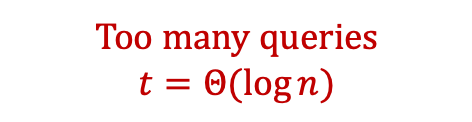 Too many queries
t = Θ(log n)